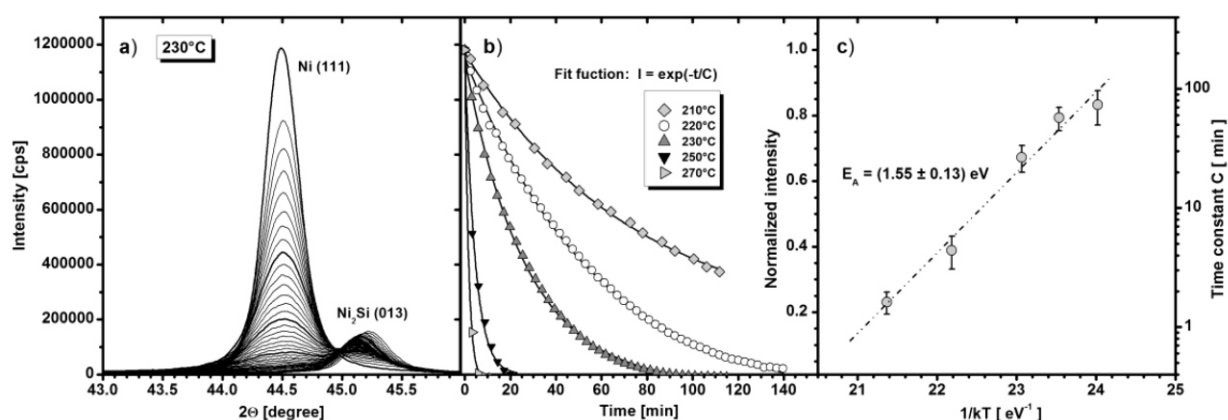 a)
230°C
Ni (111)
Ni2Si (013)
Intensity [cps]
1200000
1000000
800000
600000
400000
200000
0
43.0 43.5 44.0 44.5 45.0 45.5
2Θ [degree]
b)
Fit fuction: I = exp(-t/C)
210°C
220°C
230°C
250°C
270°C
0 20 40 60 80 100 120 140
Time [min]
Normalized intensity
1.0
0.8
0.6
0.4
0.2
c)
EA = (1.55 ± 0.13) eV
21 22 23 24 25
1/kT [ eV-1 ]
100
10
1
Time constant C [ min]